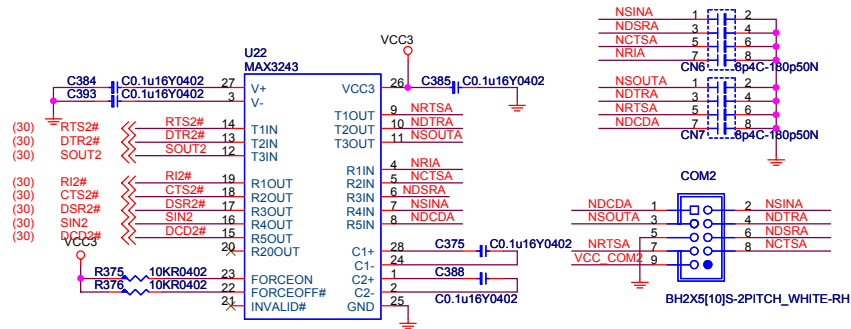 U22
MAX3243
VCC3
C384 C0.1u16Y0402
C393 C0.1u16Y0402
27 V+
3 V-
VCC3 26
C385 C0.1u16Y0402
(30) RTS2# RTS2# 14 T1IN
(30) DTR2# DTR2# 13 T2IN
(30) SOUT2 SOUT2 12 T3IN
T1OUT 9 NRTSA
T2OUT 10 NDTRA
T3OUT 11 NSOUTA
(30) RI2# RI2# 19 R1OUT
(30) CTS2# CTS2# 18 R2OUT
(30) DSR2# DSR2# 17 R3OUT
(30) SIN2 SIN2 16 R4OUT
(30) DCD2# DCD2# 15 R5OUT
20 R2OUT
R1IN 4 NRIA
R2IN 5 NCTSA
R3IN 6 NDSRA
R4IN 7 NSINA
R5IN 8 NDCDA
VCC3
R375 10KR0402 23 FORCEON
R376 10KR0402 22 FORCEOFF#
21 INVALID#
C1+ 28 C375 C0.1u16Y0402
C1- 24
C2+ 1 C388
C2- 2 C0.1u16Y0402
GND 25
NSINA 1 2
NDSRA 3 4
NCTSA 5 6
NRIA 7 8
CN6 8p4C-180p50N
NSOUTA 1 2
NDTRA 3 4
NRTSA 5 6
NDCDA 7 8
CN7 8p4C-180p50N
COM2
NDCDA 1 2 NSINA
NSOUTA 3 4 NDTRA
5 6 NDSRA
NRTSA 7 8 NCTSA
VCC_COM2 9
BH2X5[10]S-2PITCH_WHITE-RH